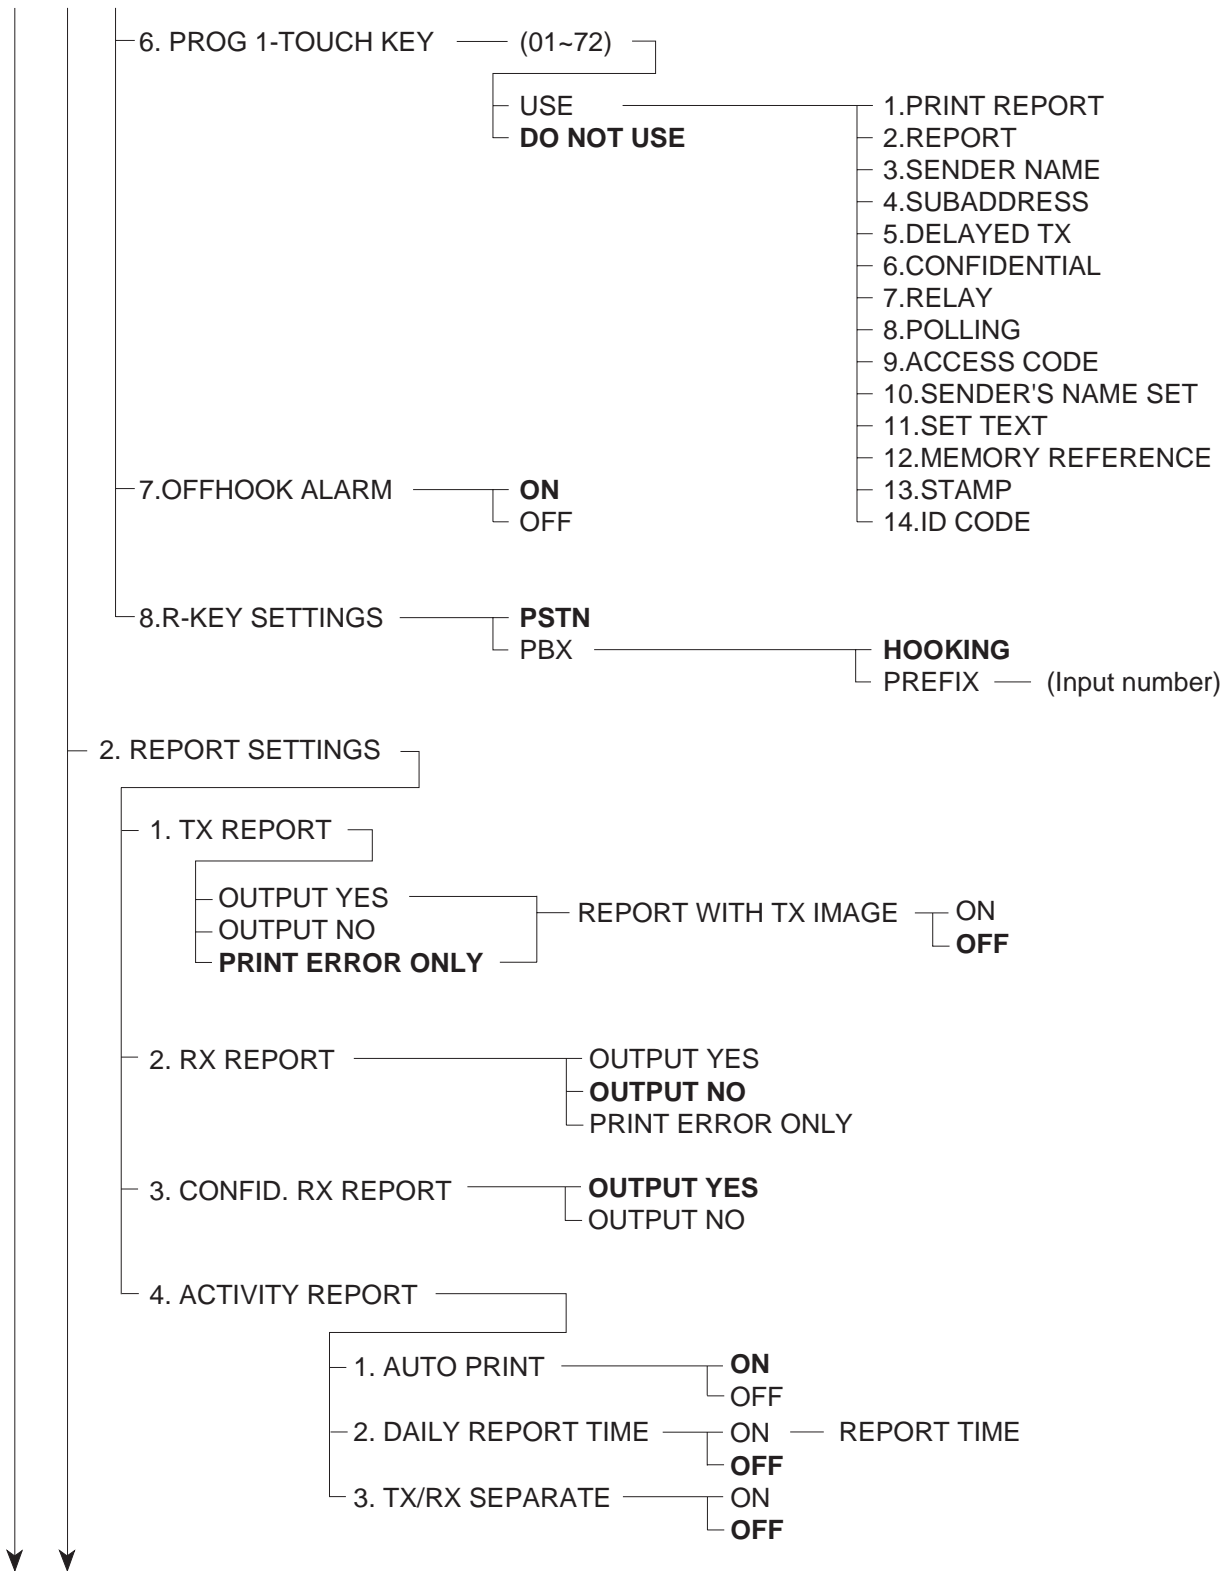 6. PROG 1-TOUCH KEY (01~72)
USE 1.PRINT REPORT
DO NOT USE 2.REPORT
3.SENDER NAME
4.SUBADDRESS
5.DELAYED TX
6.CONFIDENTIAL
7.RELAY
8.POLLING
9.ACCESS CODE
10.SENDER'S NAME SET
11.SET TEXT
12.MEMORY REFERENCE
7.OFFHOOK ALARM ON 13.STAMP
OFF 14.ID CODE
8.R-KEY SETTINGS PSTN
PBX HOOKING
PREFIX (Input number)
2. REPORT SETTINGS
1. TX REPORT
OUTPUT YES REPORT WITH TX IMAGE ON
OUTPUT NO OFF
PRINT ERROR ONLY
2. RX REPORT OUTPUT YES
OUTPUT NO
PRINT ERROR ONLY
3. CONFID. RX REPORT OUTPUT YES
OUTPUT NO
4. ACTIVITY REPORT
1. AUTO PRINT ON
OFF
2. DAILY REPORT TIME ON REPORT TIME
OFF
3. TX/RX SEPARATE ON
OFF